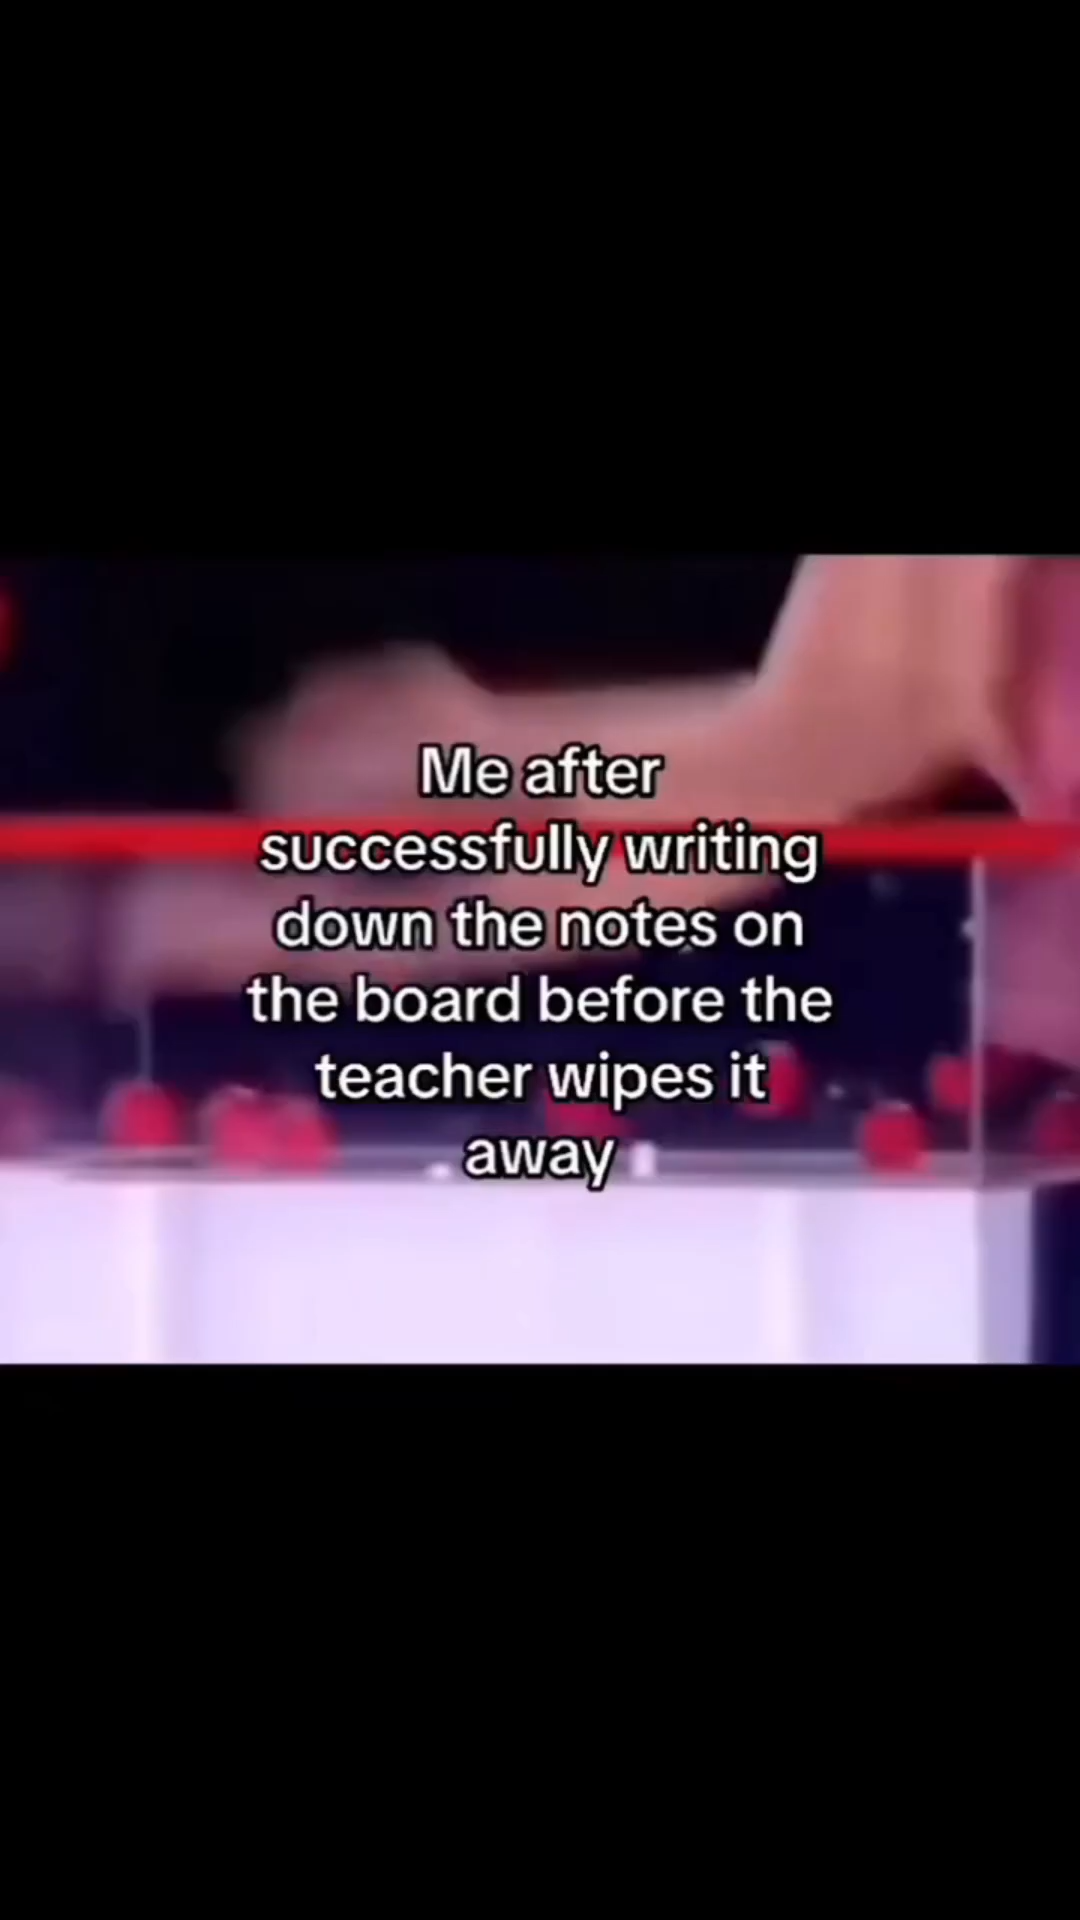 Me after
successfully writing
down the notes on
the board before the
teacher wipes it
away